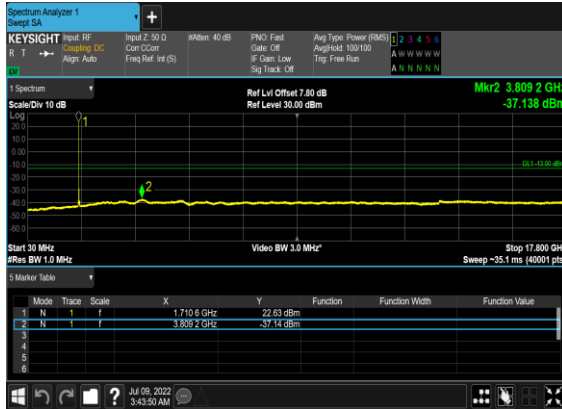 Spectrum Analyzer 1
Swept SA
+
KEYSIGHT Input: RF Input Z: 50 Ω #Atten: 40 dB PNO: Fast Avg Type: Power (RMS) 1 2 3 4 5 6
R T Coupling: DC Corr CCorr Gate: Off Avg|Hold: 100/100 A W W W W W
Align: Auto Freq Ref: Int (S) IF Gain: Low Trig: Free Run
LU Sig Track: Off A N N N N N
1 Spectrum Ref Lvl Offset 7.80 dB Mkr2 3.809 2 GHz
Scale/Div 10 dB Ref Level 30.00 dBm -37.138 dBm
Log
1
20.0
10.0
0.00
-10.0
DL1 -13.00 dB
-20.0
2
-30.0
-40.0
-50.0
-60.0
Start 30 MHz Video BW 3.0 MHz* Stop 17.800 GH
#Res BW 1.0 MHz Sweep ~35.1 ms (40001 pts
5 Marker Table
Mode Trace Scale X Y Function Function Width Function Value
1 N 1 f 1.710 6 GHz 22.63 dBm
2 N 1 f 3.809 2 GHz -37.14 dBm
3
4
5
6
? Jul 09, 2022
3:43:50 AM